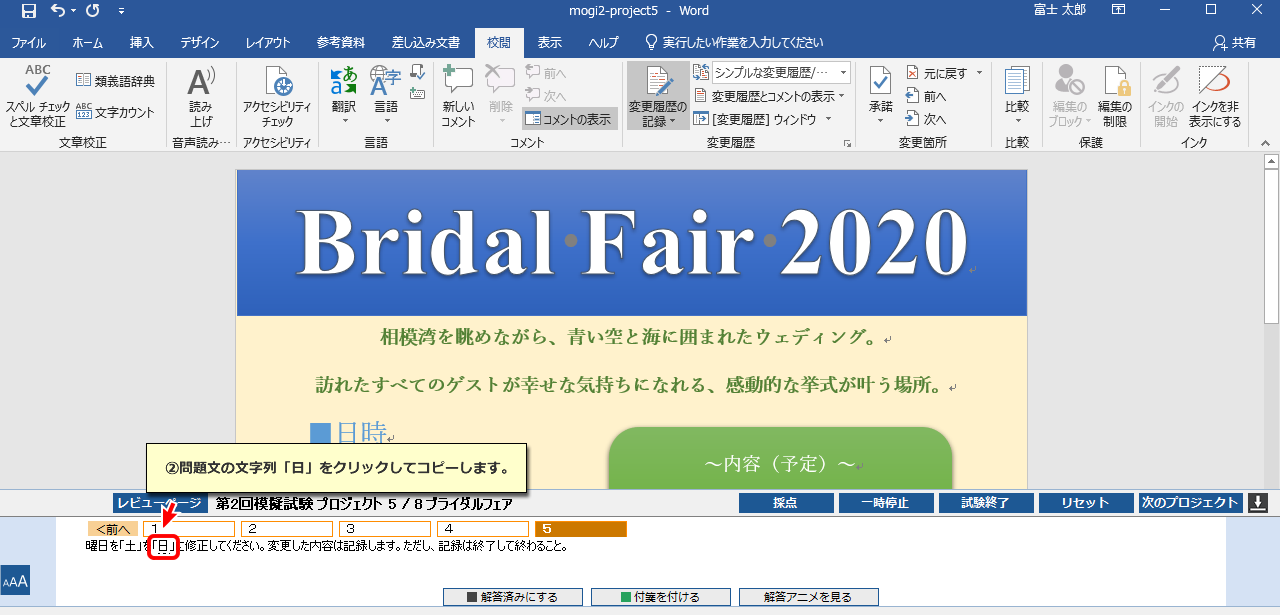 mogi2-project5 - Word
富士 太郎
ファイル ホーム 挿入 デザイン レイアウト 参考資料 差し込み文書 校閲 表示 ヘルプ 実行したい作業を入力してください 共有
ABC
スペル チェックと文章校正
類義語辞典
ABC
123
文字カウント
文章校正
A
読み上げ
音声読み…
アクセシビリティチェック
アクセシビリティ
あ
a
翻訳
A字
言語
言語
新しいコメント
削除
前へ
次へ
コメントの表示
コメント
変更履歴の記録
シンプルな変更履歴/…
変更履歴とコメントの表示
[変更履歴] ウィンドウ
変更履歴
承諾
元に戻す
前へ
次へ
変更箇所
比較
比較
編集のブロック
編集の制限
保護
インクの開始
インクを非表示にする
インク
Bridal Fair 2020
相模湾を眺めながら、青い空と海に囲まれたウェディング。
訪れたすべてのゲストが幸せな気持ちになれる、感動的な挙式が叶う場所。
■日時
～内容（予定）～
②問題文の文字列「日」をクリックしてコピーします。
レビューページ 第2回模擬試験 プロジェクト 5 / 8 ブライダルフェア
採点 一時停止 試験終了 リセット 次のプロジェクト
<前へ 1 2 3 4 5
曜日を「土」を「日」に修正してください。変更した内容は記録します。ただし、記録は終了して終わること。
AAA
解答済みにする 付箋を付ける 解答アニメを見る